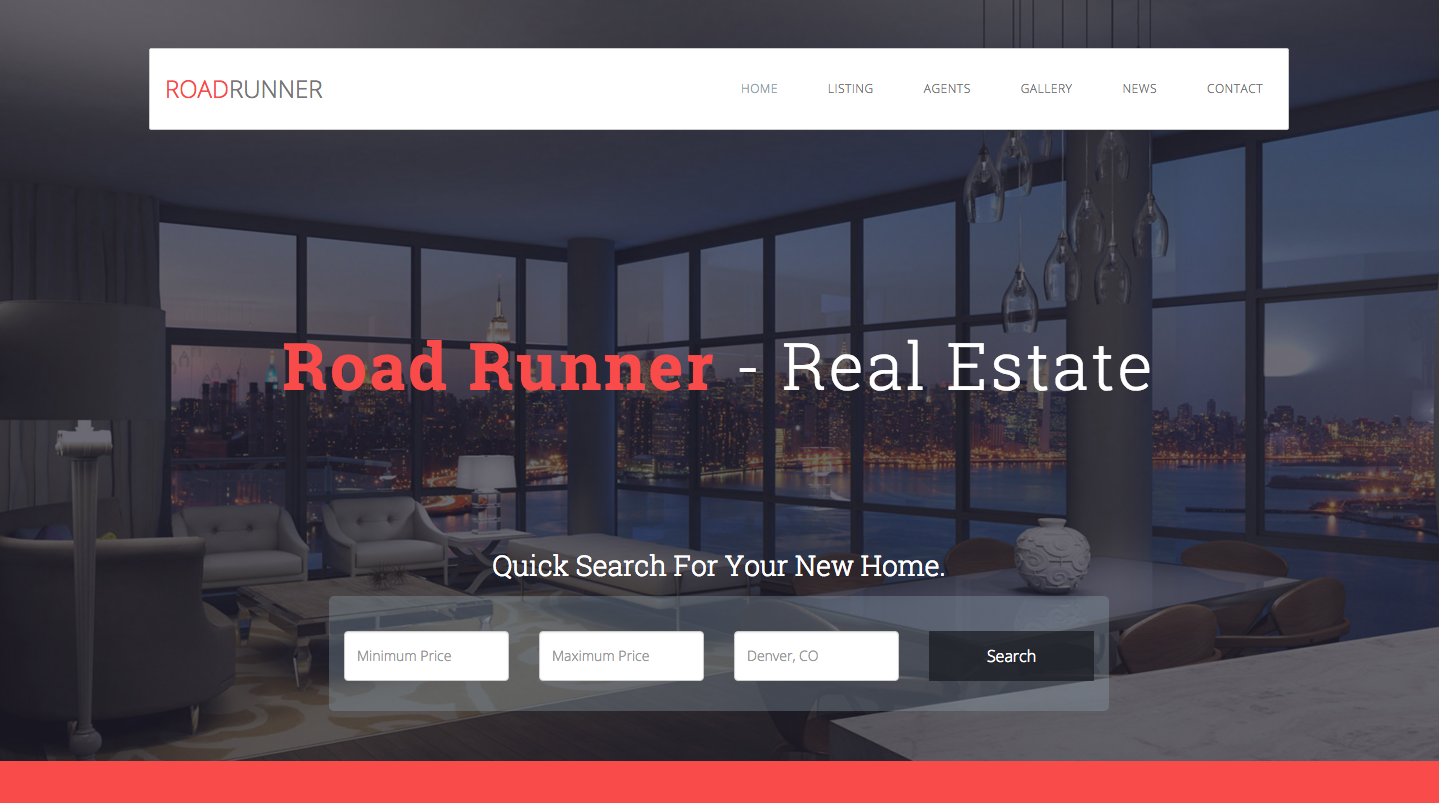 ROADRUNNER
HOME LISTING AGENTS GALLERY NEWS CONTACT
Road Runner - Real Estate
Quick Search For Your New Home.
Minimum Price Maximum Price Denver, CO Search